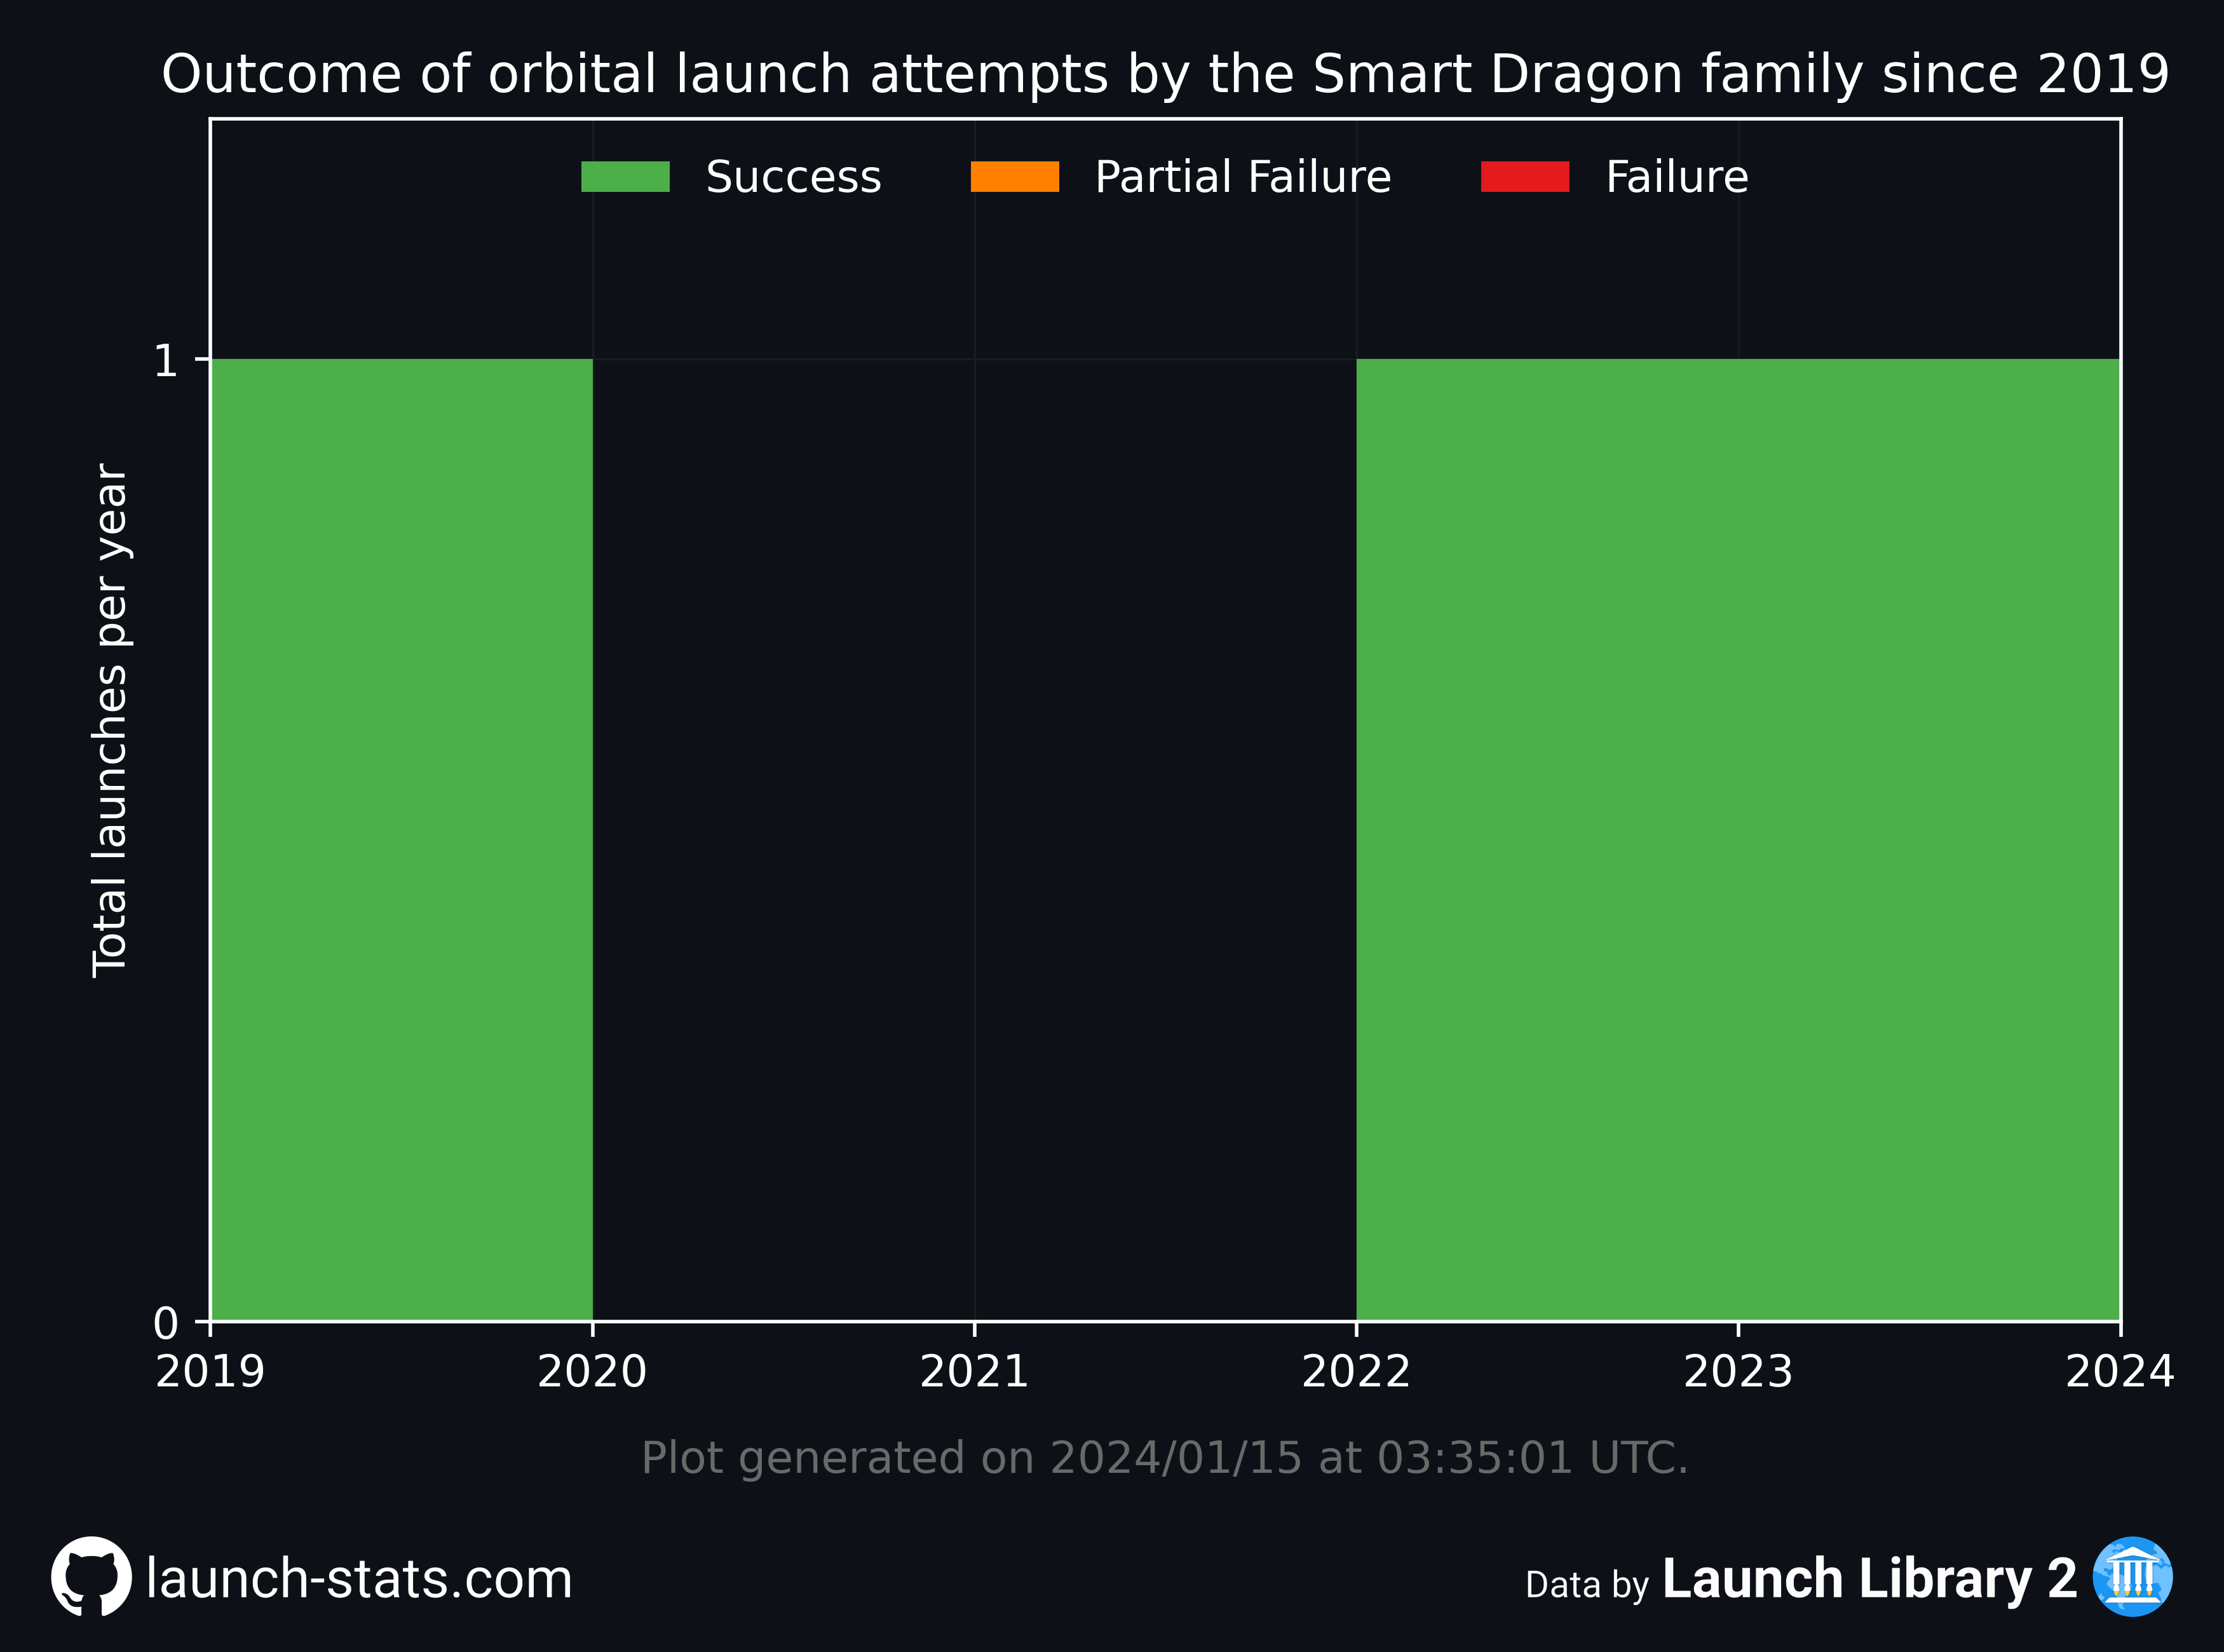 Outcome of orbital launch attempts by the Smart Dragon family since 2019
Success Partial Failure Failure
Total launches per year
1
0
2019 2020 2021 2022 2023 2024
Plot generated on 2024/01/15 at 03:35:01 UTC.
launch-stats.com
Data by Launch Library 2